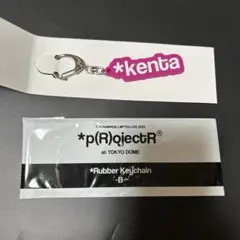 *kenta
*p(R)ojectR®
at: TOKYO DOME
*Rubber Keychain
-B-